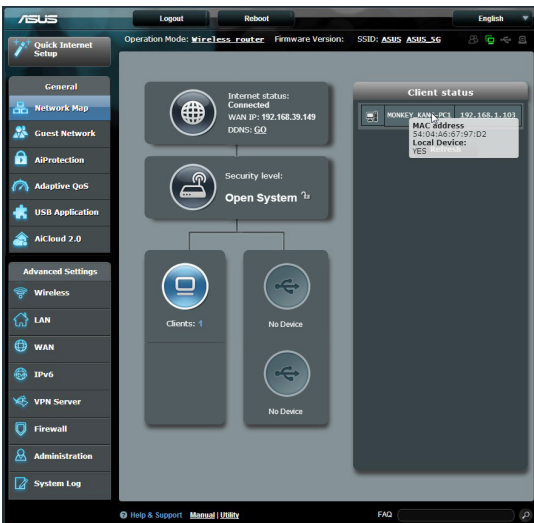 ASUS
Logout Reboot English
Quick Internet
Setup
Operation Mode: Wireless router Firmware Version: SSID: ASUS ASUS_5G
General
Network Map
Guest Network
AiProtection
Adaptive QoS
USB Application
AiCloud 2.0
Advanced Settings
Wireless
LAN
WAN
IPv6
VPN Server
Firewall
Administration
System Log
Internet status:
Connected
WAN IP: 192.168.39.149
DDNS: GO
Security level:
Open System
Clients: 1
No Device
No Device
Client status
192.168.1.103
MAC address
54:04:A6:67:97:D2
Local Device:
YES
Refresh
Help & Support Manual | Utility FAQ